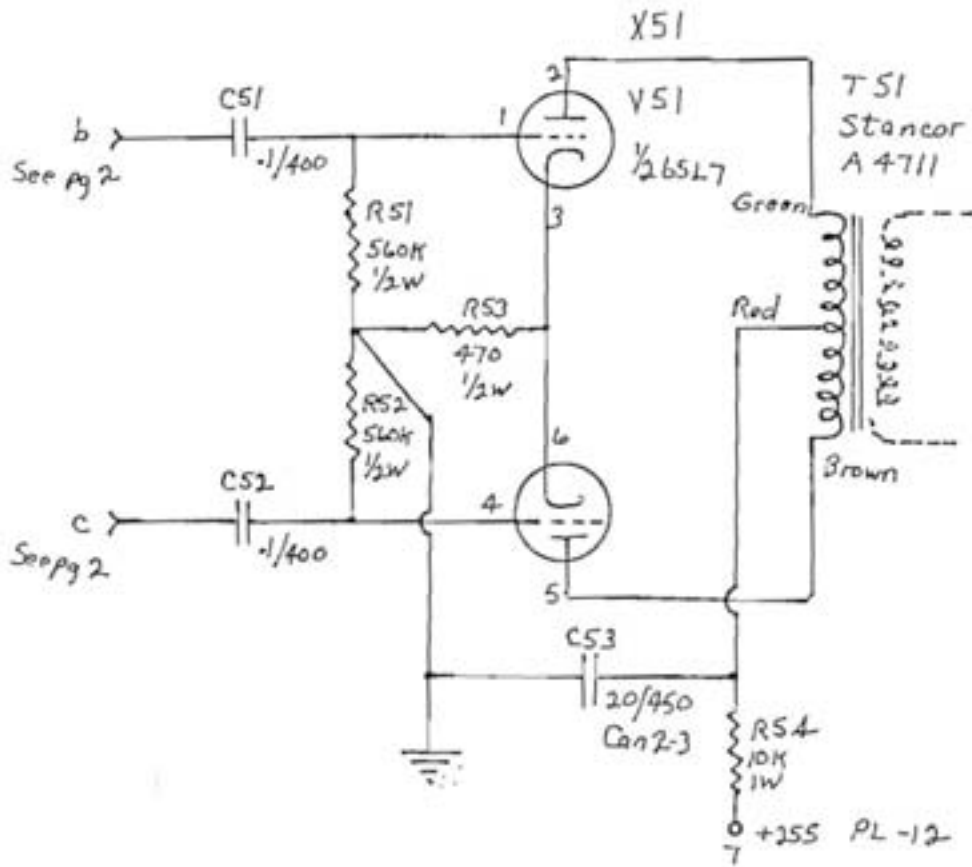 X51
2
C51
V51
T51
Stancor
A 4711
b
1
.1/400
½ 6SL7
See pg 2
R51
560K
½W
3
Green
R53
470
½W
Red
R52
560K
½W
6
Brown
C52
c
4
.1/400
See pg 2
5
C53
20/450
Can 2-3
R54
10K
1W
+255 PL-12
7